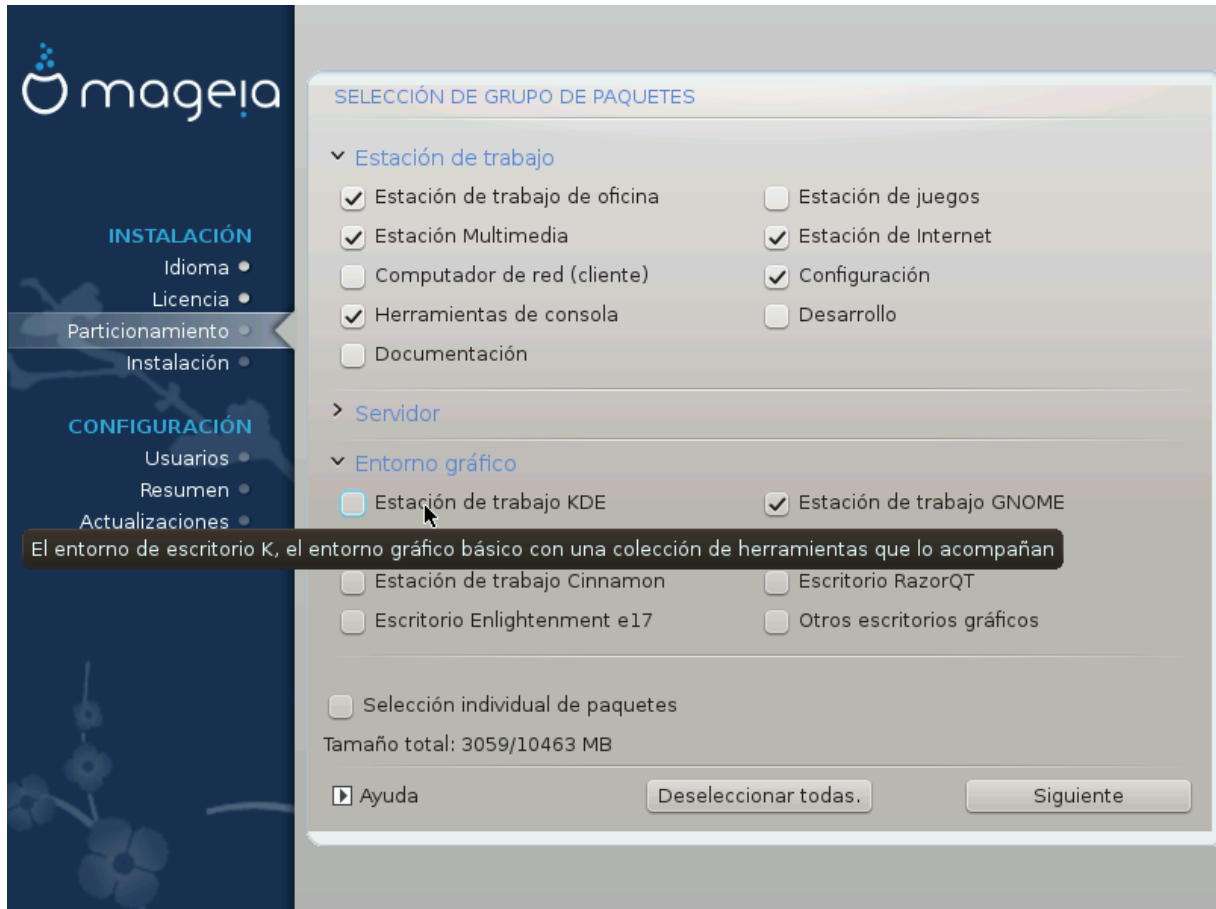 mageia
INSTALACIÓN
Idioma
Licencia
Particionamiento
Instalación
CONFIGURACIÓN
Usuarios
Resumen
Actualizaciones
SELECCIÓN DE GRUPO DE PAQUETES
Estación de trabajo
Estación de trabajo de oficina
Estación de juegos
Estación Multimedia
Estación de Internet
Computador de red (cliente)
Configuración
Herramientas de consola
Desarrollo
Documentación
Servidor
Entorno gráfico
Estación de trabajo KDE
Estación de trabajo GNOME
El entorno de escritorio K, el entorno gráfico básico con una colección de herramientas que lo acompañan
Estación de trabajo Cinnamon
Escritorio RazorQT
Escritorio Enlightenment e17
Otros escritorios gráficos
Selección individual de paquetes
Tamaño total: 3059/10463 MB
Ayuda
Deseleccionar todas.
Siguiente